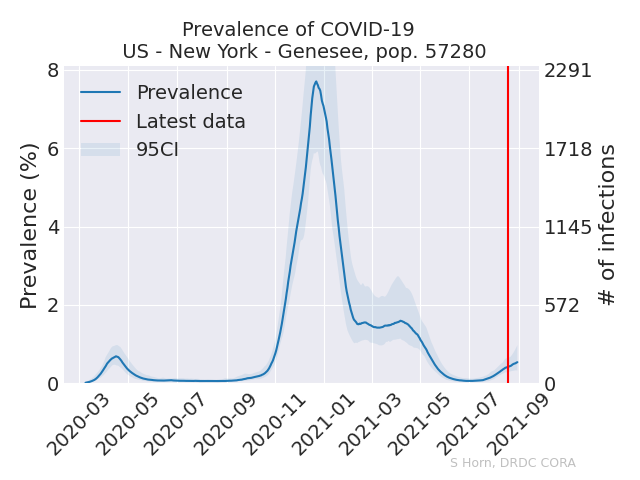 Prevalence of COVID-19
US - New York - Genesee, pop. 57280
8
6
4
2
0
Prevalence (%)
Prevalence
Latest data
95CI
2291
1718
1145
572
0
# of infections
2020-03
2020-05
2020-07
2020-09
2020-11
2021-01
2021-03
2021-05
2021-07
2021-09
S Horn, DRDC CORA